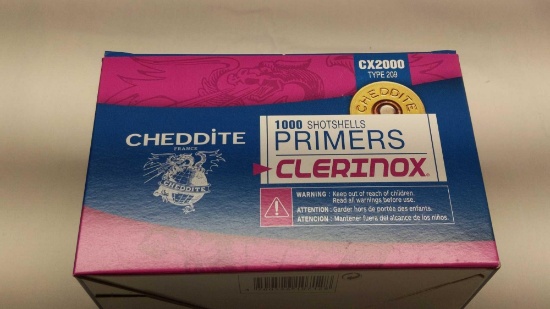 CX2000
TYPE 209
CHEDDITE
1000 SHOTSHELLS
PRIMERS
CLERINOX
CHEDDiTE
FRANCE
CHEDDITE
WARNING : Keep out of reach of children.
Read all warnings before use.
ATTENTION : Garder hors de portée des enfants.
ATENCION : Mantener fuera del alcance de los niños.